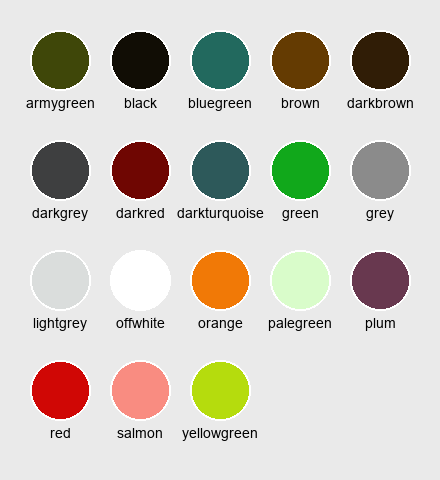 armygreen black bluegreen brown darkbrown
darkgrey darkred darkturquoise green grey
lightgrey offwhite orange palegreen plum
red salmon yellowgreen